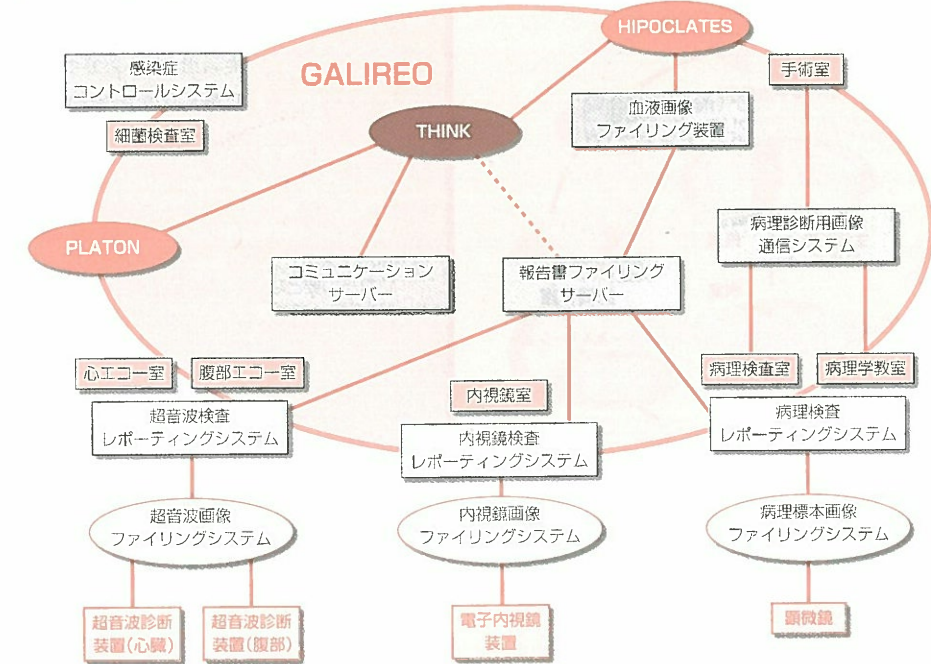 HIPOCLATES
感染症
コントロールシステム
GALIREO
手術室
細菌検査室
THINK
血液画像
ファイリング装置
PLATON
病理診断用画像
通信システム
コミュニケーション
サーバー
報告書ファイリング
サーバー
心エコー室
腹部エコー室
内視鏡室
病理検査室
病理学教室
超音波検査
レポーティングシステム
内視鏡検査
レポーティングシステム
病理検査
レポーティングシステム
超音波画像
ファイリングシステム
内視鏡画像
ファイリングシステム
病理標本画像
ファイリングシステム
超音波診断
装置(心臓)
超音波診断
装置(腹部)
電子内視鏡
装置
顕微鏡